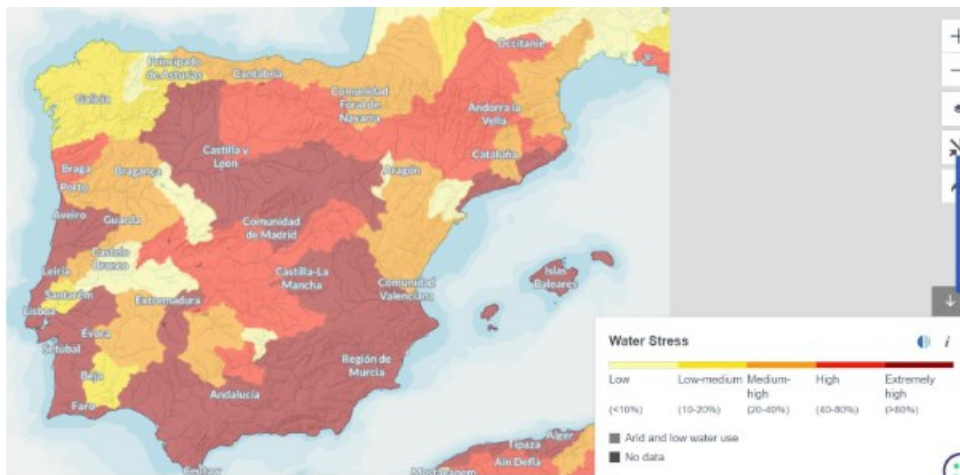 Occitanie
Principado
de Asturias
Cantabria
Galicia
Comunidad
Foral de
Navarra
Andorra la
Vella
Castilla y
León
Cataluña
Braga
Bragança
Aragón
Porto
Aveiro
Guarda
Comunidad
de Madrid
Castelo
Branco
Leiria
Castilla-La
Mancha
Islas
Baleares
Comunidad
Valenciana
Santarém
Extremadura
Lisboa
Évora
Setúbal
Región de
Murcia
Beja
Andalucía
Faro
Alger
Tipaza
Aïn Defla
Water Stress
Low
Low-medium
Medium-
high
High
Extremely
high
(<10%)
(10-20%)
(20-40%)
(40-80%)
(>80%)
Arid and low water use
No data